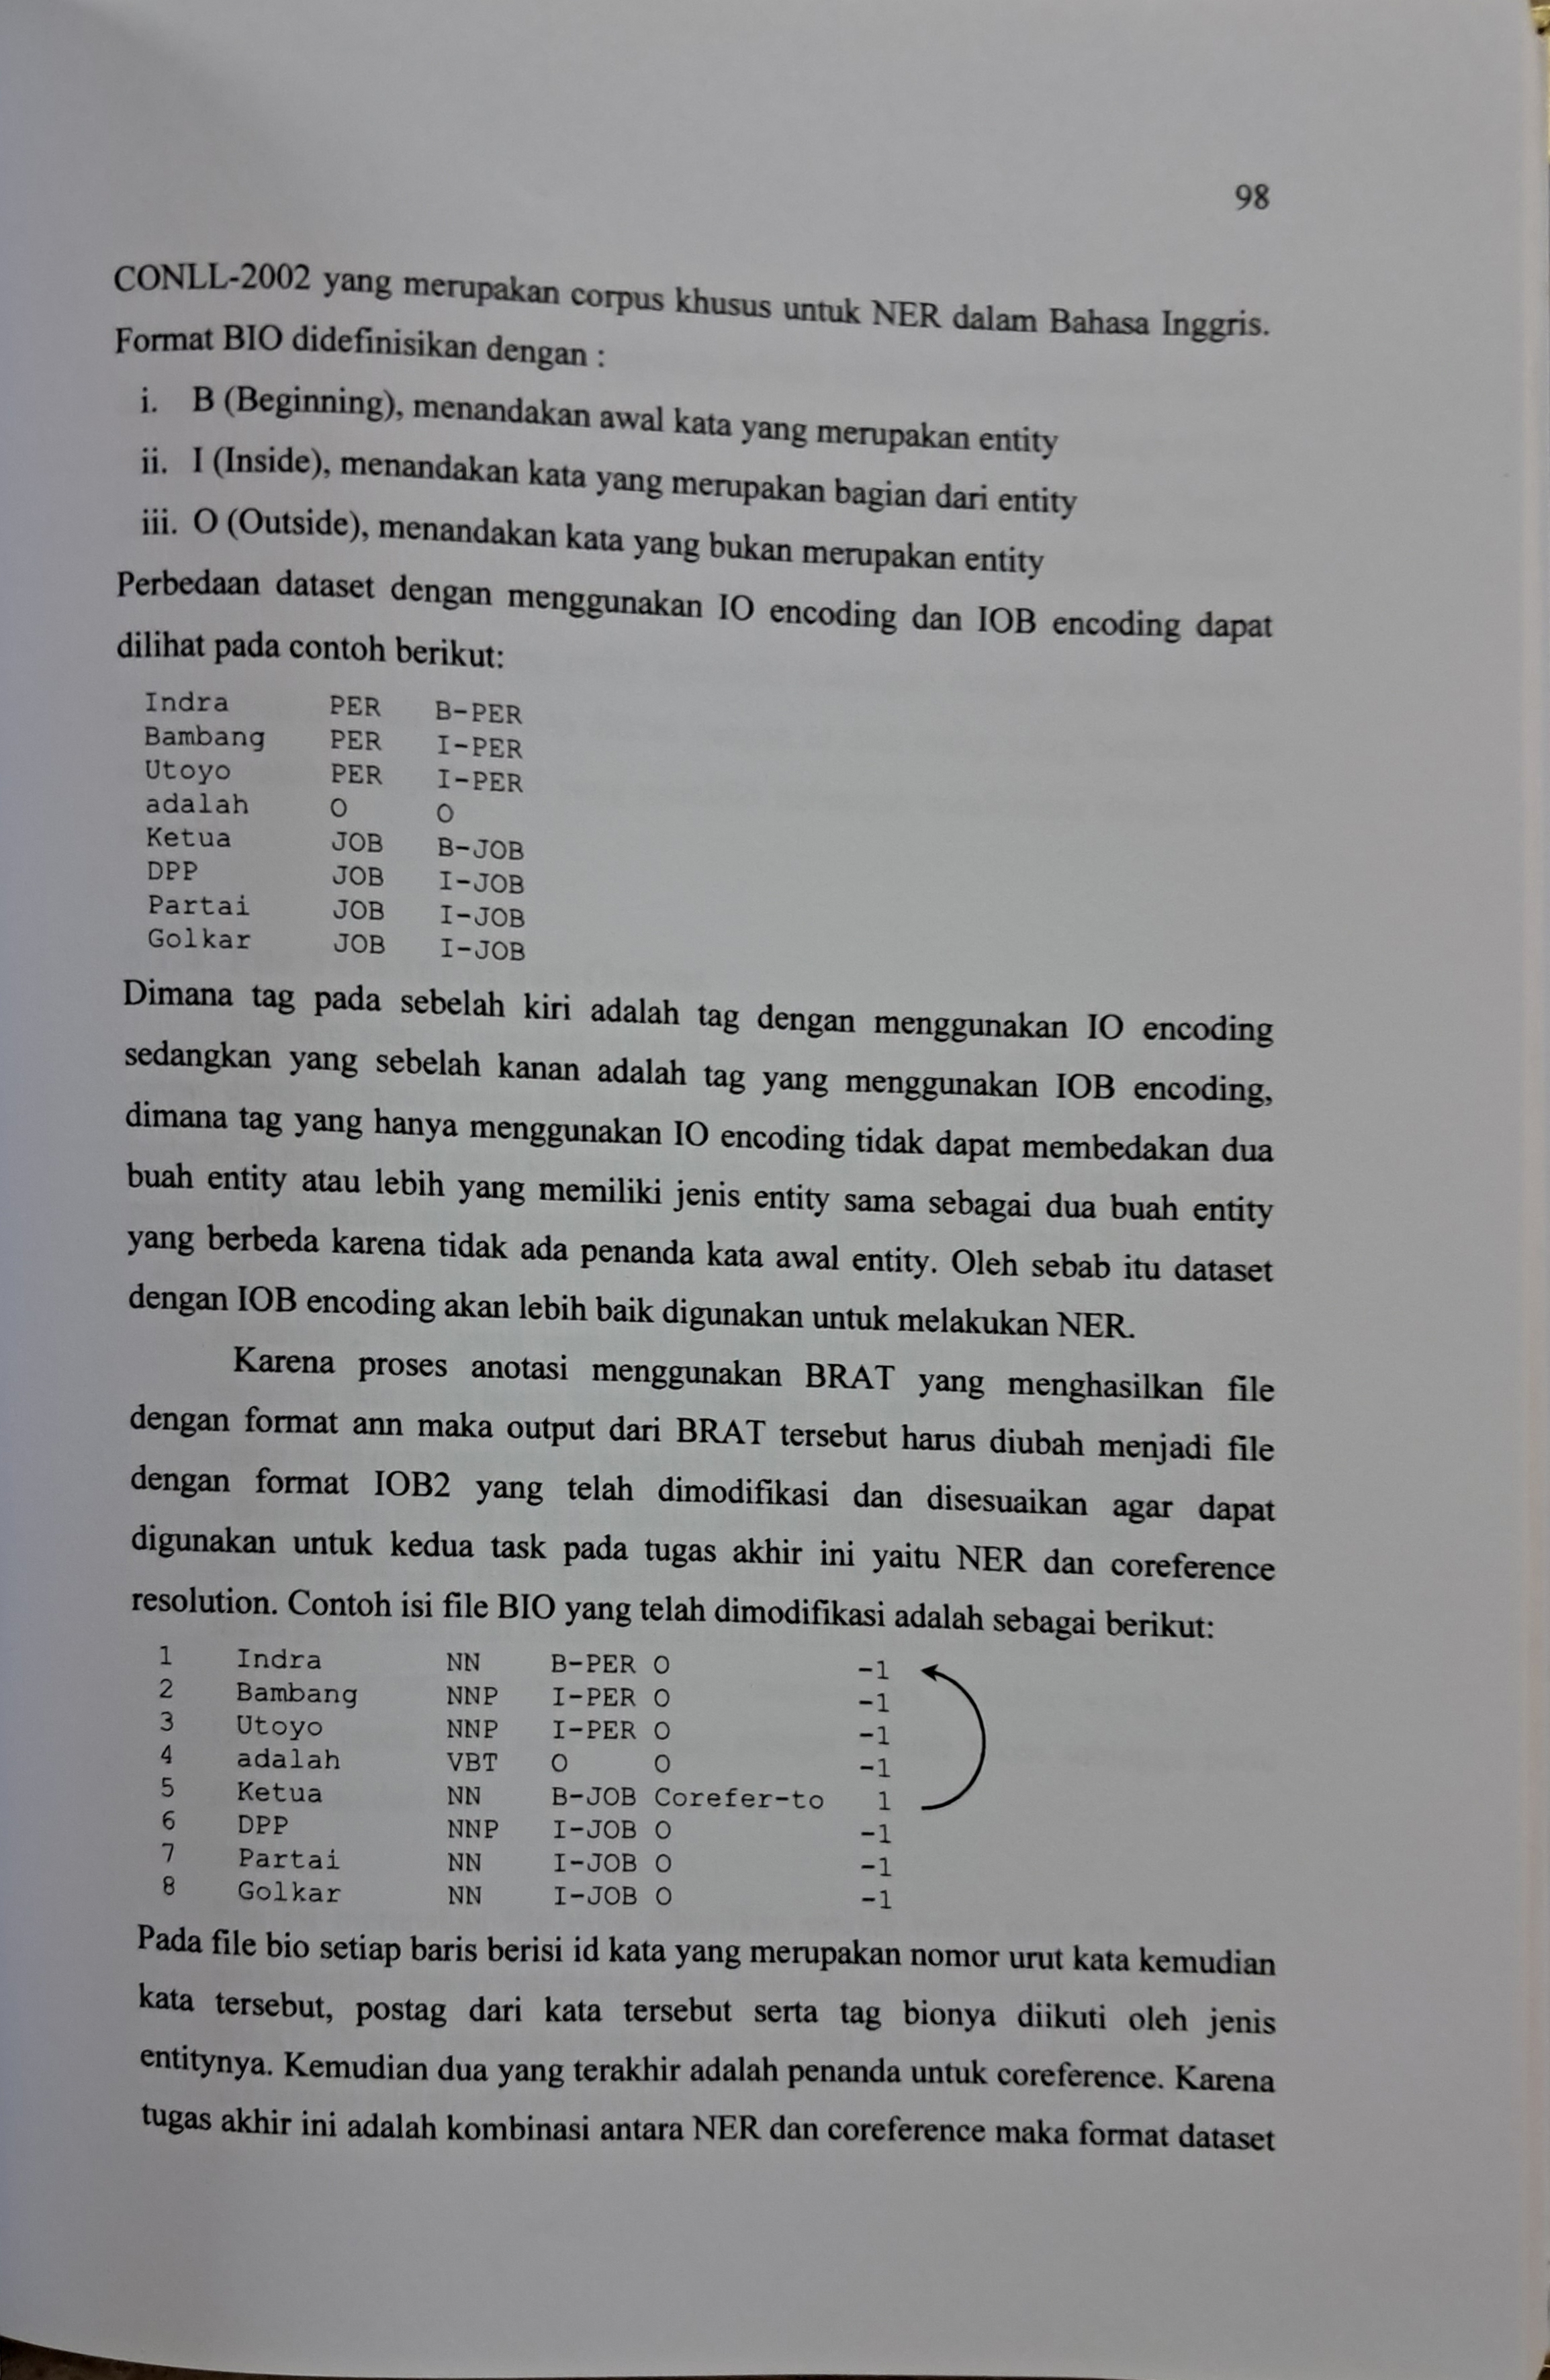 98
CONLL-2002 yang merupakan corpus khusus untuk NER dalam Bahasa Inggris.
Format BIO didefinisikan dengan :
i. B (Beginning), menandakan awal kata yang merupakan entity
ii. I (Inside), menandakan kata yang merupakan bagian dari entity
iii. O (Outside), menandakan kata yang bukan merupakan entity
Perbedaan dataset dengan menggunakan IO encoding dan IOB encoding dapat
dilihat pada contoh berikut:
Indra PER B-PER
Bambang PER I-PER
Utoyo PER I-PER
adalah O O
Ketua JOB B-JOB
DPP JOB I-JOB
Partai JOB I-JOB
Golkar JOB I-JOB
Dimana tag pada sebelah kiri adalah tag dengan menggunakan IO encoding
sedangkan yang sebelah kanan adalah tag yang menggunakan IOB encoding,
dimana tag yang hanya menggunakan IO encoding tidak dapat membedakan dua
buah entity atau lebih yang memiliki jenis entity sama sebagai dua buah entity
yang berbeda karena tidak ada penanda kata awal entity. Oleh sebab itu dataset
dengan IOB encoding akan lebih baik digunakan untuk melakukan NER.
Karena proses anotasi menggunakan BRAT yang menghasilkan file
dengan format ann maka output dari BRAT tersebut harus diubah menjadi file
dengan format IOB2 yang telah dimodifikasi dan disesuaikan agar dapat
digunakan untuk kedua task pada tugas akhir ini yaitu NER dan coreference
resolution. Contoh isi file BIO yang telah dimodifikasi adalah sebagai berikut:
1 Indra NN B-PER O -1
2 Bambang NNP I-PER O -1
3 Utoyo NNP I-PER O -1
4 adalah VBT O O -1
5 Ketua NN B-JOB Corefer-to 1
6 DPP NNP I-JOB O -1
7 Partai NN I-JOB O -1
8 Golkar NN I-JOB O -1
Pada file bio setiap baris berisi id kata yang merupakan nomor urut kata kemudian
kata tersebut, postag dari kata tersebut serta tag bionya diikuti oleh jenis
entitynya. Kemudian dua yang terakhir adalah penanda untuk coreference. Karena
tugas akhir ini adalah kombinasi antara NER dan coreference maka format dataset